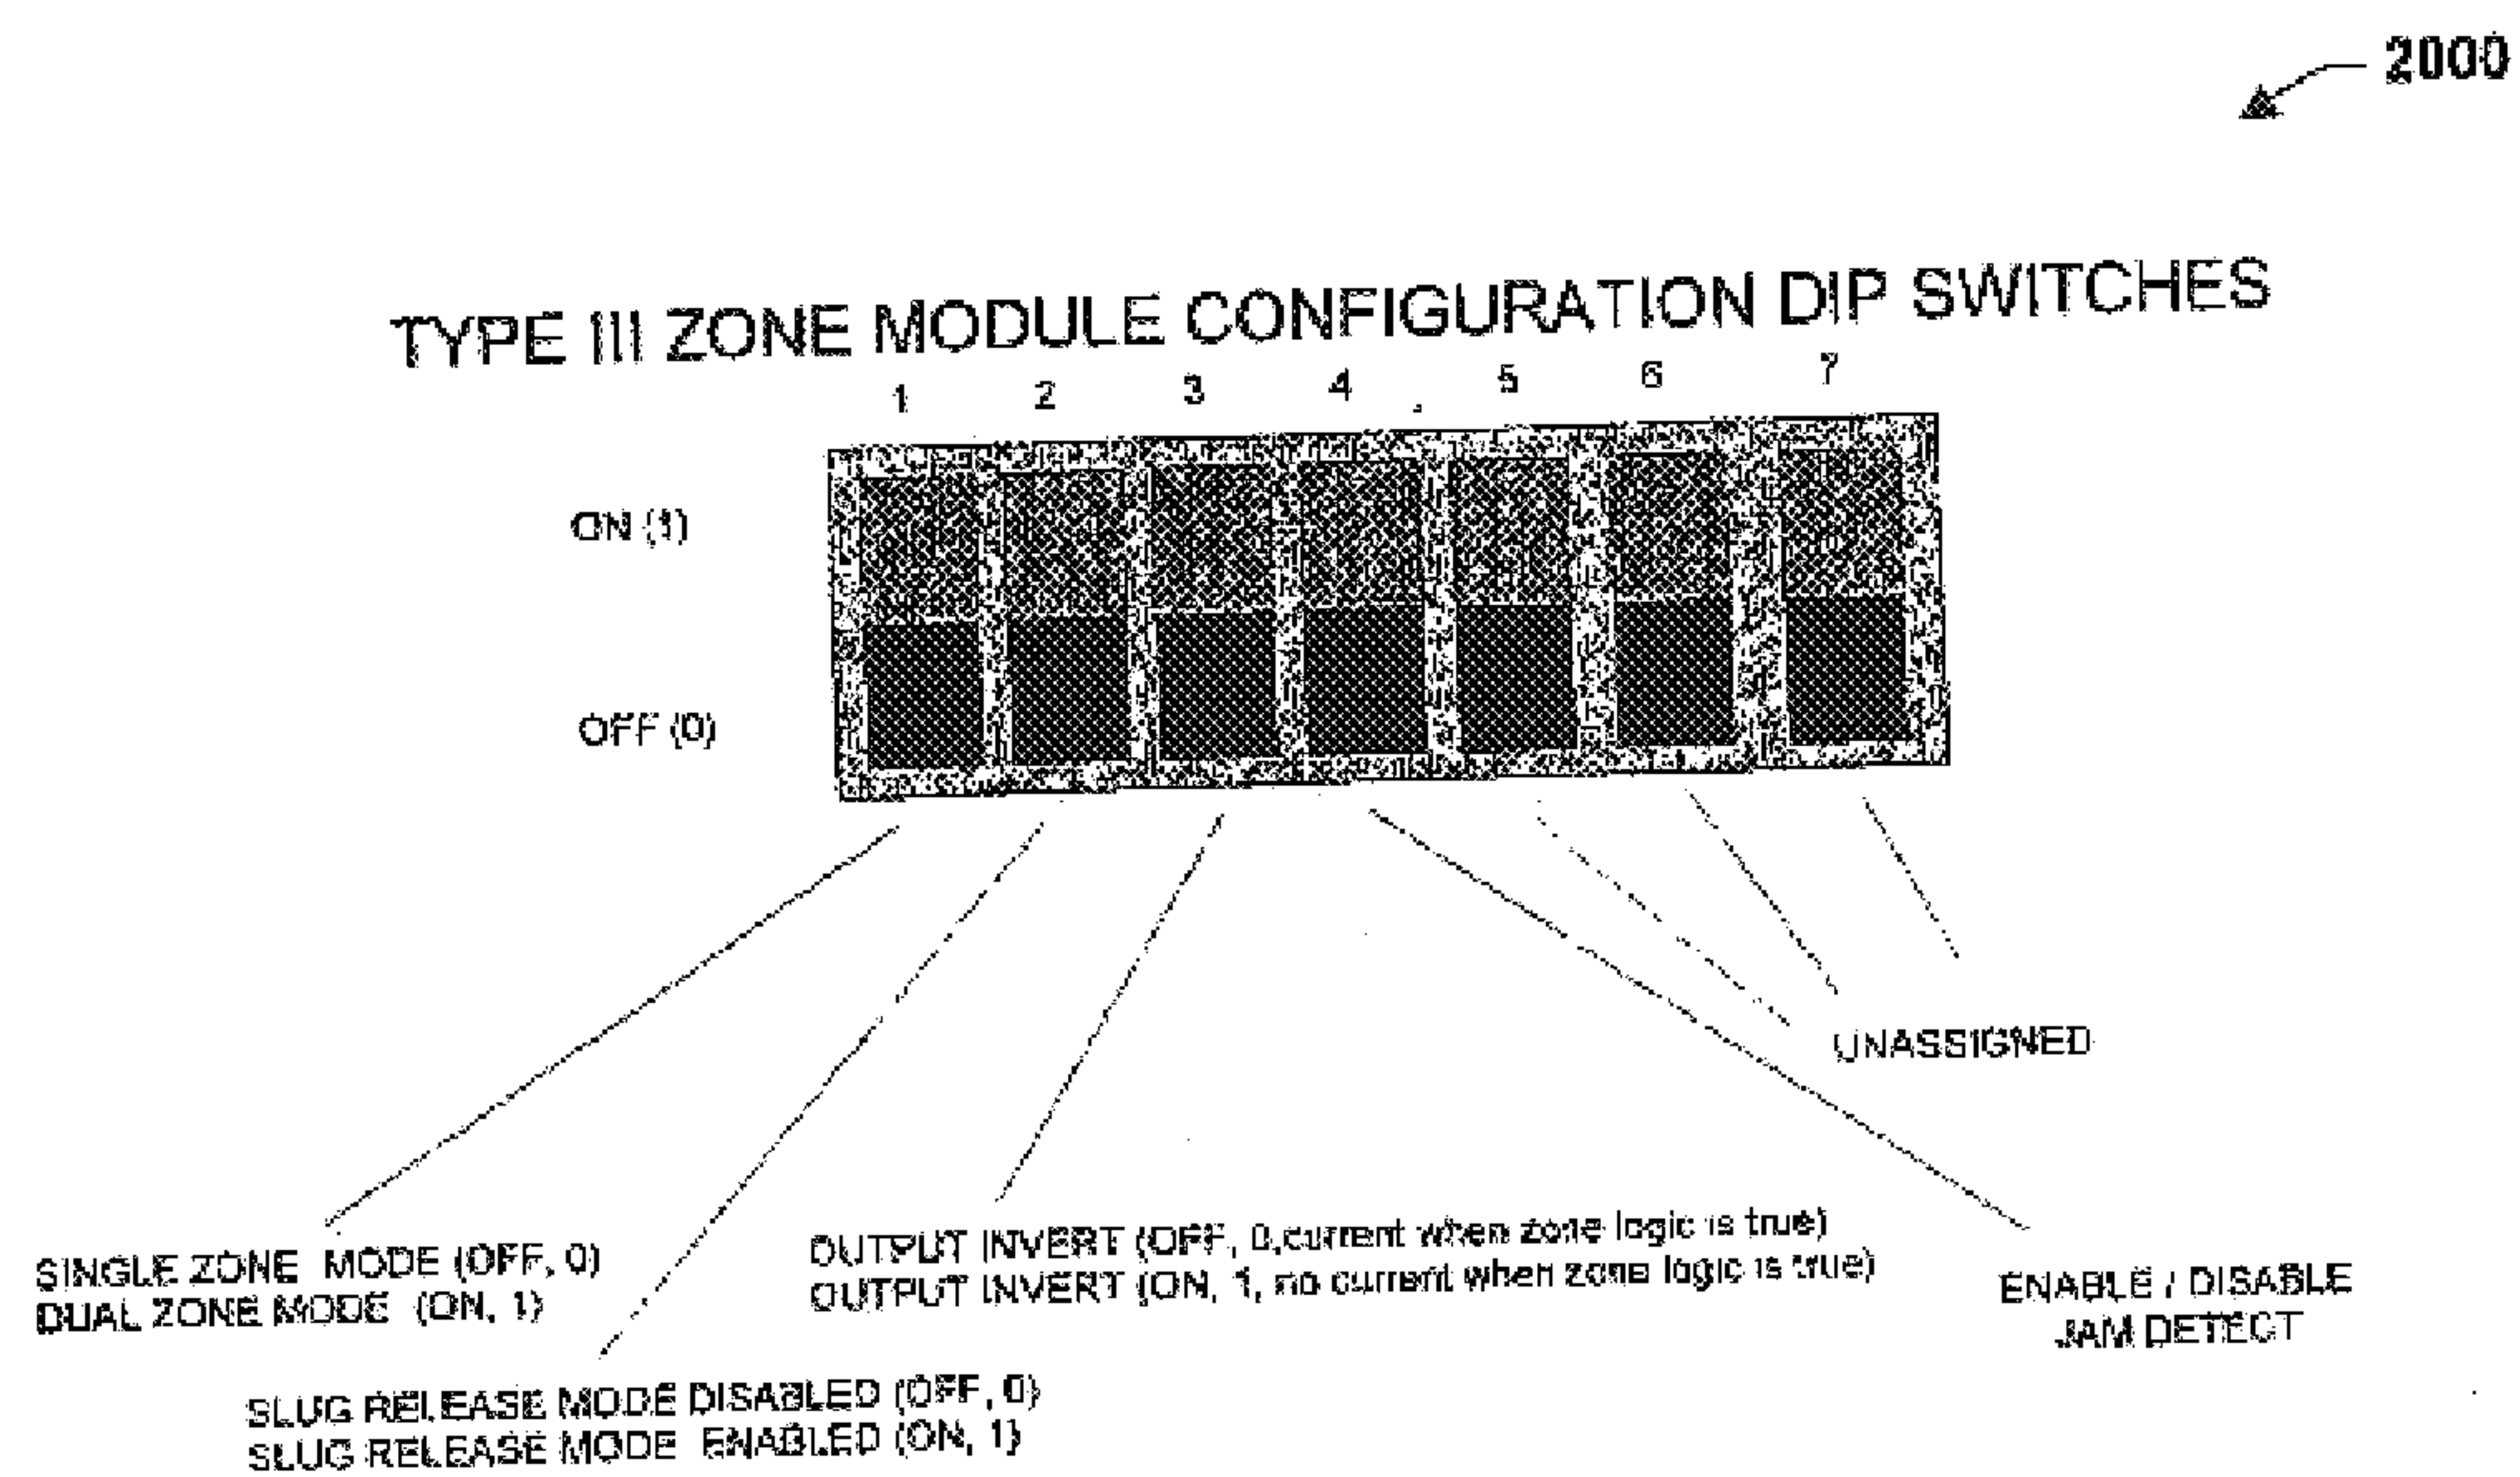 2000
TYPE III ZONE MODULE CONFIGURATION DIP SWITCHES
1 2 3 4 5 6 7
ON (1)
OFF (0)
UNASSIGNED
SINGLE ZONE MODE (OFF, 0)
DUAL ZONE MODE (ON, 1)
OUTPUT INVERT (OFF, 0,current when zone logic is true)
OUTPUT INVERT (ON, 1, no current when zone logic is true)
ENABLE / DISABLE
JAM DETECT
SLUG RELEASE MODE DISABLED (OFF, 0)
SLUG RELEASE MODE ENABLED (ON, 1)